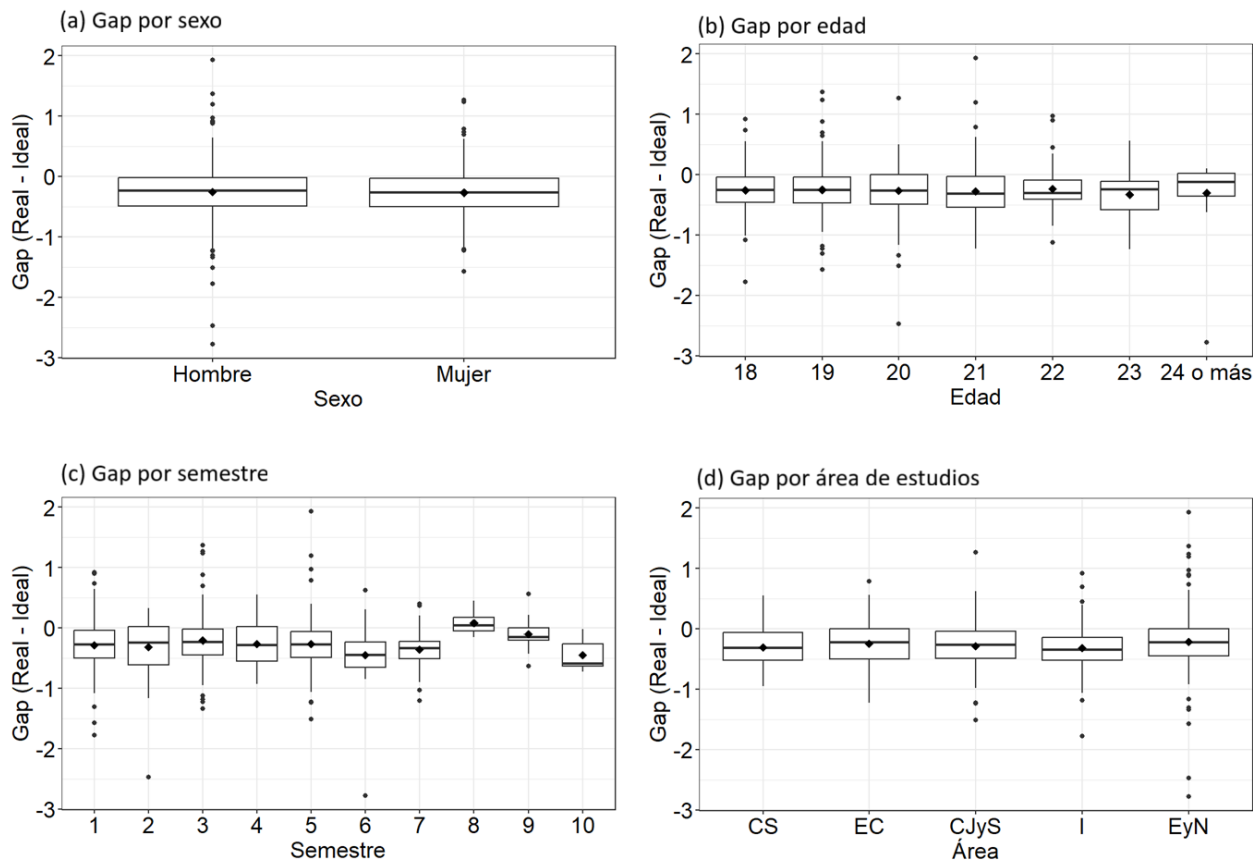 (a) Gap por sexo
Gap (Real - Ideal)
2
1
0
-1
-2
-3
Hombre Mujer
Sexo
(b) Gap por edad
Gap (Real - Ideal)
2
1
0
-1
-2
-3
18 19 20 21 22 23 24 o más
Edad
(c) Gap por semestre
Gap (Real - Ideal)
2
1
0
-1
-2
-3
1 2 3 4 5 6 7 8 9 10
Semestre
(d) Gap por área de estudios
Gap (Real - Ideal)
2
1
0
-1
-2
-3
CS EC CJyS I EyN
Área